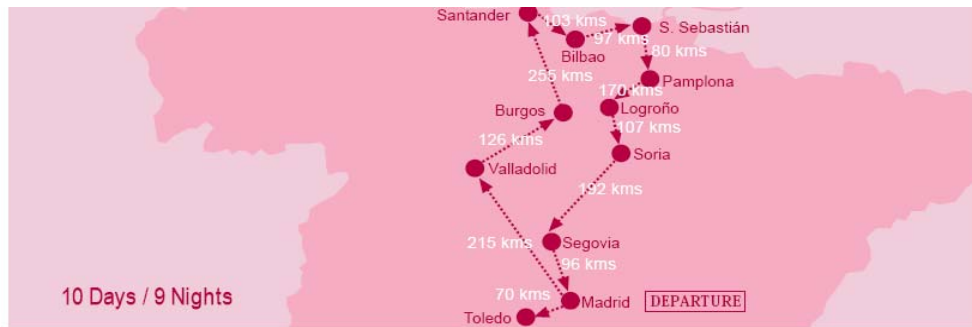 Santander
103 kms
S. Sebastián
97 kms
Bilbao
80 kms
255 kms
Pamplona
170 kms
Burgos
Logroño
107 kms
126 kms
Soria
Valladolid
192 kms
215 kms
Segovia
96 kms
10 Days / 9 Nights
70 kms
Madrid
DEPARTURE
Toledo